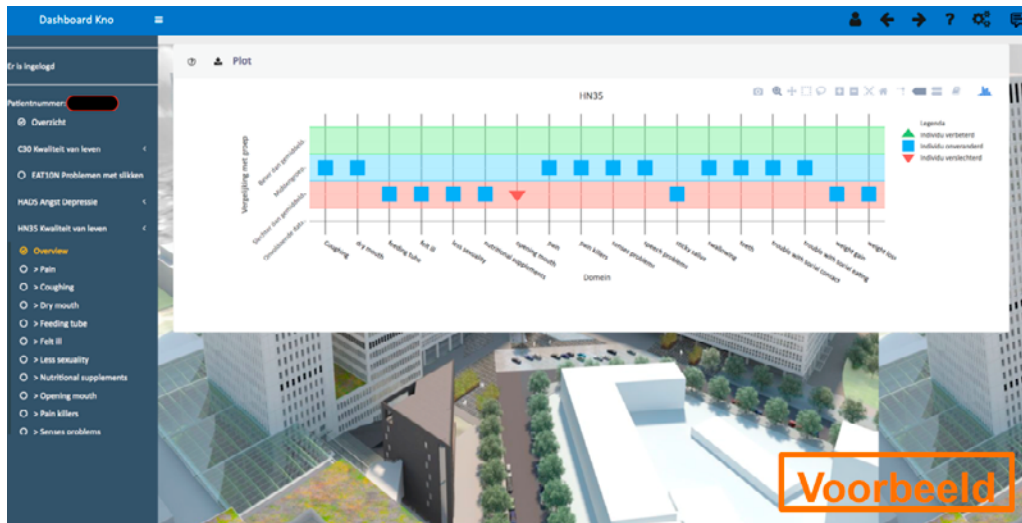 Dashboard Kno
Er is ingelogd
Patientnummer:
Overzicht
C30 Kwaliteit van leven
EAT10N Problemen met slikken
HADS Angst Depressie
HN35 Kwaliteit van leven
Overview
> Pain
> Coughing
> Dry mouth
> Feeding tube
> Felt ill
> Less sexuality
> Nutritional supplements
> Opening mouth
> Pain killers
> Senses problems
Plot
HN35
Vergelijking met groep
Beter dan gemiddeld..
Middengroep..
Slechter dan gemiddeld..
Onvoldoende data..
Coughing
dry mouth
feeding tube
felt ill
less sexuality
nutritional supplements
opening mouth
pain
pain killers
senses problems
speech problems
sticky saliva
swallowing
teeth
trouble with social contact
trouble with social eating
weight gain
weight loss
Domein
Legenda
Individu verbeterd
Individu onveranderd
Individu verslechterd
Voorbeeld